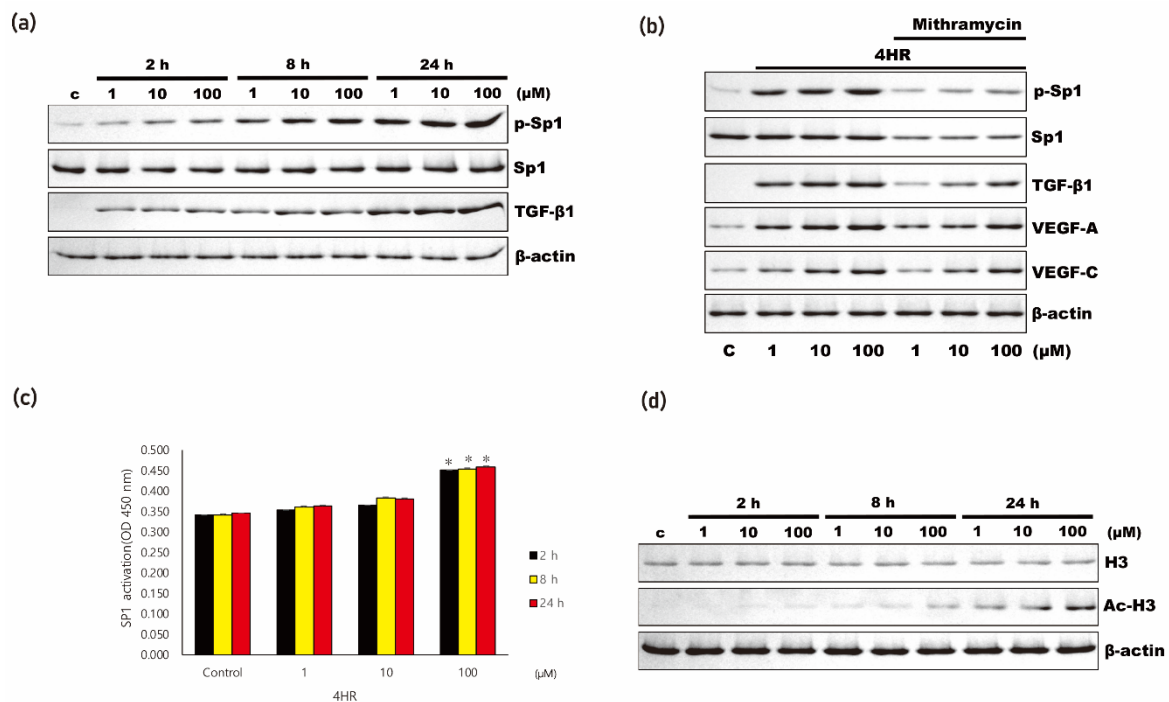 (a)
2 h 8 h 24 h
c 1 10 100 1 10 100 1 10 100 (μM)
p-Sp1
Sp1
TGF-β1
β-actin
(b)
Mithramycin
4HR
p-Sp1
Sp1
TGF-β1
VEGF-A
VEGF-C
β-actin
C 1 10 100 1 10 100 (μM)
(c)
SP1 activation(OD 450 nm)
0.500
0.450
0.400
0.350
0.300
0.250
0.200
0.150
0.100
0.050
0.000
* * *
2 h
8 h
24 h
Control 1 10 100 (μM)
4HR
(d)
2 h 8 h 24 h
c 1 10 100 1 10 100 1 10 100 (μM)
H3
Ac-H3
β-actin